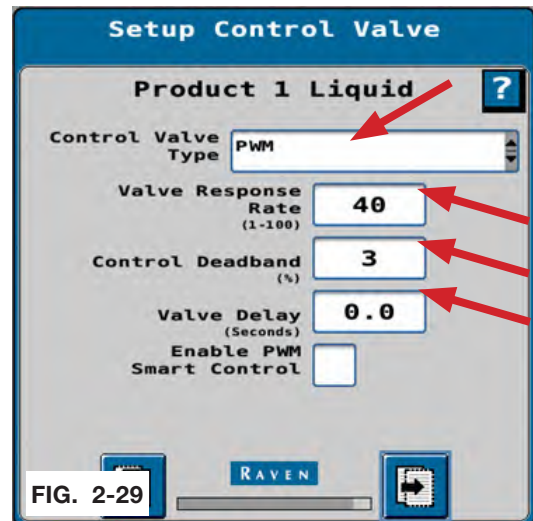 Setup Control Valve
Product 1 Liquid
?
Control Valve
Type
PWM
Valve Response
Rate
(1-100)
40
Control Deadband
(%)
3
Valve Delay
(Seconds)
0.0
Enable PWM
Smart Control
RAVEN
FIG. 2-29